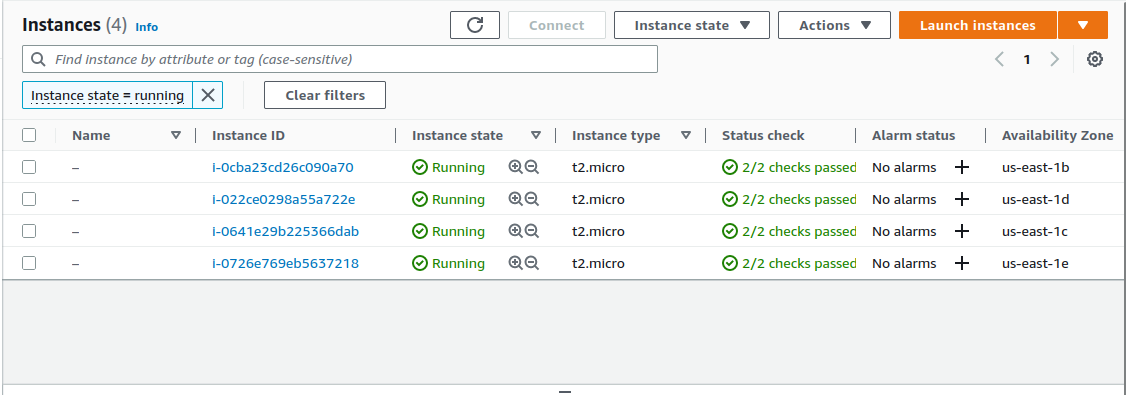 Instances (4) Info Connect Instance state Actions Launch instances
Find instance by attribute or tag (case-sensitive) 1
Instance state = running Clear filters
Name Instance ID Instance state Instance type Status check Alarm status Availability Zone
– i-0cba23cd26c090a70 Running t2.micro 2/2 checks passed No alarms + us-east-1b
– i-022ce0298a55a722e Running t2.micro 2/2 checks passed No alarms + us-east-1d
– i-0641e29b225366dab Running t2.micro 2/2 checks passed No alarms + us-east-1c
– i-0726e769eb5637218 Running t2.micro 2/2 checks passed No alarms + us-east-1e